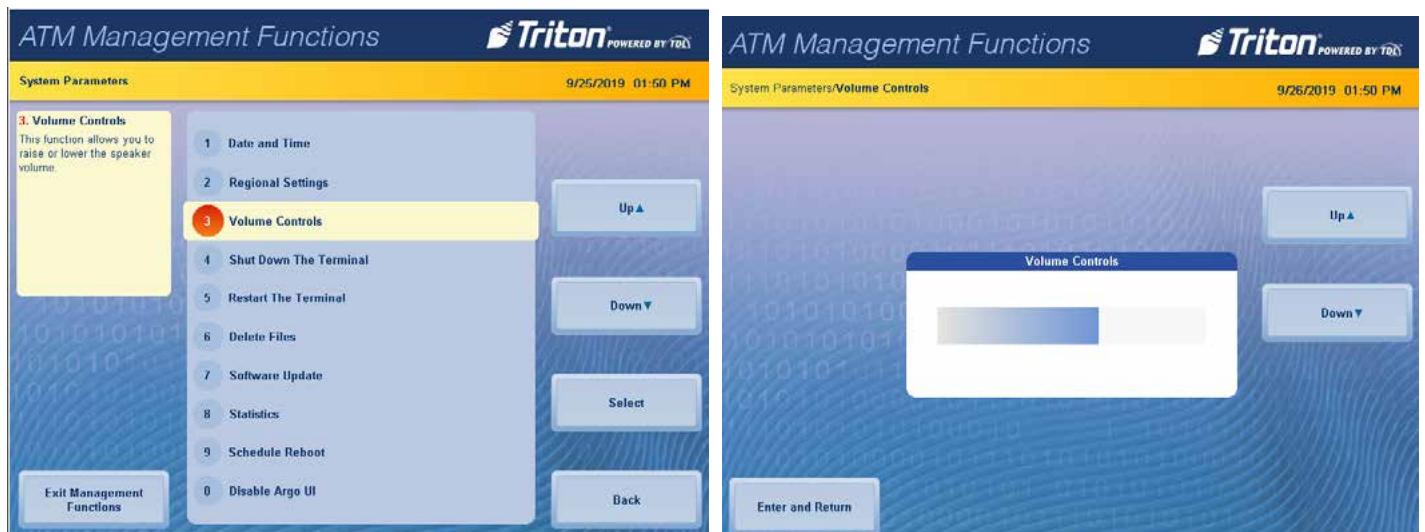 ATM Management Functions
Triton POWERED BY TDL
System Parameters
9/25/2019 01:50 PM
3. Volume Controls
This function allows you to
raise or lower the speaker
volume.
1 Date and Time
2 Regional Settings
3 Volume Controls
4 Shut Down The Terminal
5 Restart The Terminal
6 Delete Files
7 Software Update
8 Statistics
9 Schedule Reboot
0 Disable Argo UI
Up▲
Down▼
Select
Back
Exit Management
Functions
ATM Management Functions
Triton POWERED BY TDL
System Parameters/Volume Controls
9/26/2019 01:50 PM
Volume Controls
Up▲
Down▼
Enter and Return